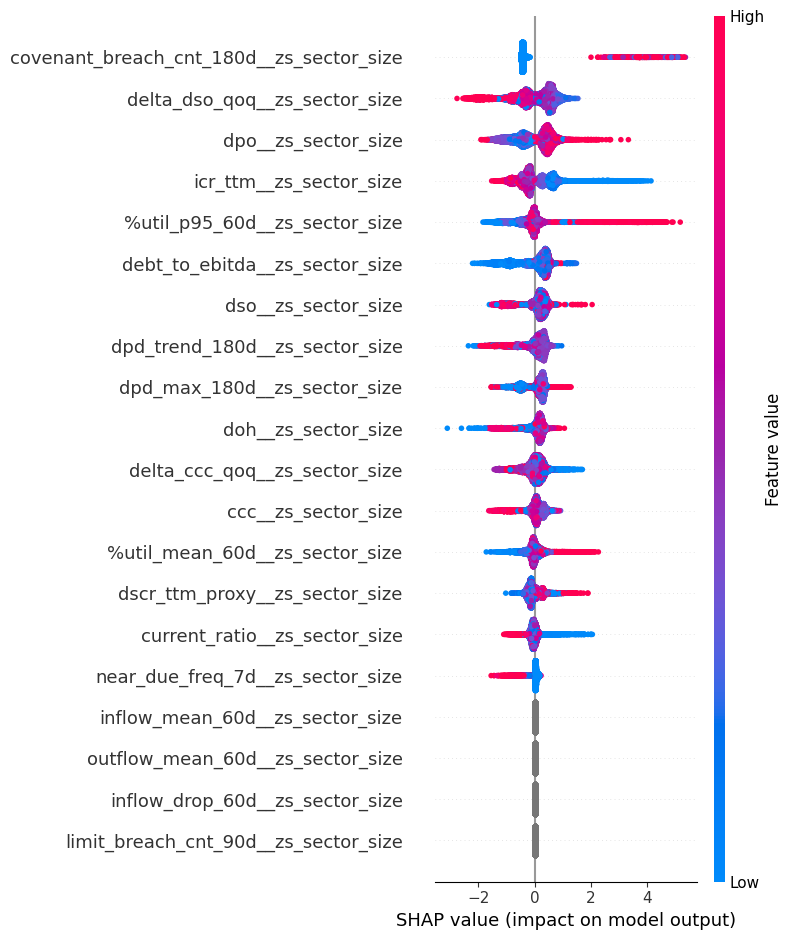 High
covenant_breach_cnt_180d__zs_sector_size
delta_dso_qoq__zs_sector_size
dpo__zs_sector_size
icr_ttm__zs_sector_size
%util_p95_60d__zs_sector_size
debt_to_ebitda__zs_sector_size
dso__zs_sector_size
dpd_trend_180d__zs_sector_size
dpd_max_180d__zs_sector_size
doh__zs_sector_size
delta_ccc_qoq__zs_sector_size
ccc__zs_sector_size
%util_mean_60d__zs_sector_size
dscr_ttm_proxy__zs_sector_size
current_ratio__zs_sector_size
near_due_freq_7d__zs_sector_size
inflow_mean_60d__zs_sector_size
outflow_mean_60d__zs_sector_size
inflow_drop_60d__zs_sector_size
limit_breach_cnt_90d__zs_sector_size
Feature value
Low
−2 0 2 4
SHAP value (impact on model output)